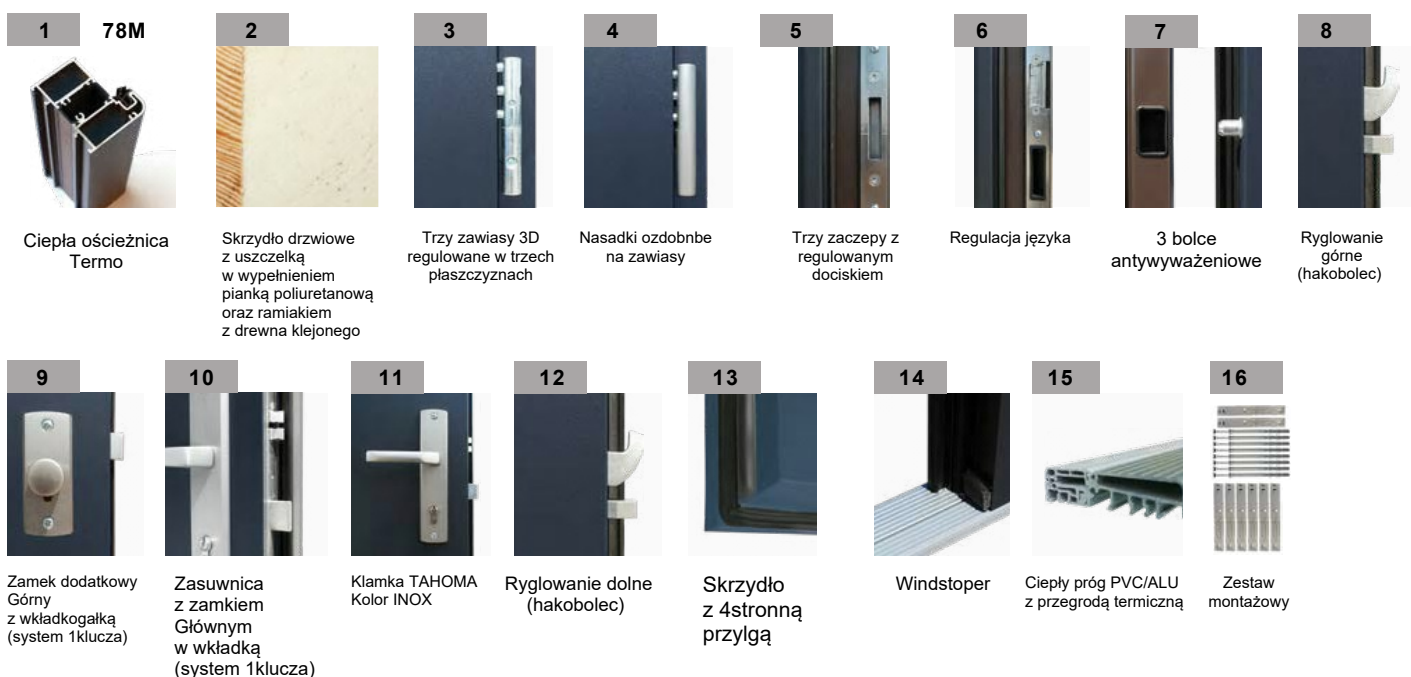 1 78M
Ciepła ościeżnica
Termo
2
Skrzydło drzwiowe
z uszczelką
w wypełnieniem
pianką poliuretanową
oraz ramiakiem
z drewna klejonego
3
Trzy zawiasy 3D
regulowane w trzech
płaszczyznach
4
Nasadki ozdobnbe
na zawiasy
5
Trzy zaczepy z
regulowanym
dociskiem
6
Regulacja języka
7
3 bolce
antywyważeniowe
8
Ryglowanie
górne
(hakobolec)
9
Zamek dodatkowy
Górny
z wkładkogałką
(system 1klucza)
10
Zasuwnica
z zamkiem
Głównym
w wkładką
(system 1klucza)
11
Klamka TAHOMA
Kolor INOX
12
Ryglowanie dolne
(hakobolec)
13
Skrzydło
z 4stronną
przylgą
14
Windstoper
15
Ciepły próg PVC/ALU
z przegrodą termiczną
16
Zestaw
montażowy